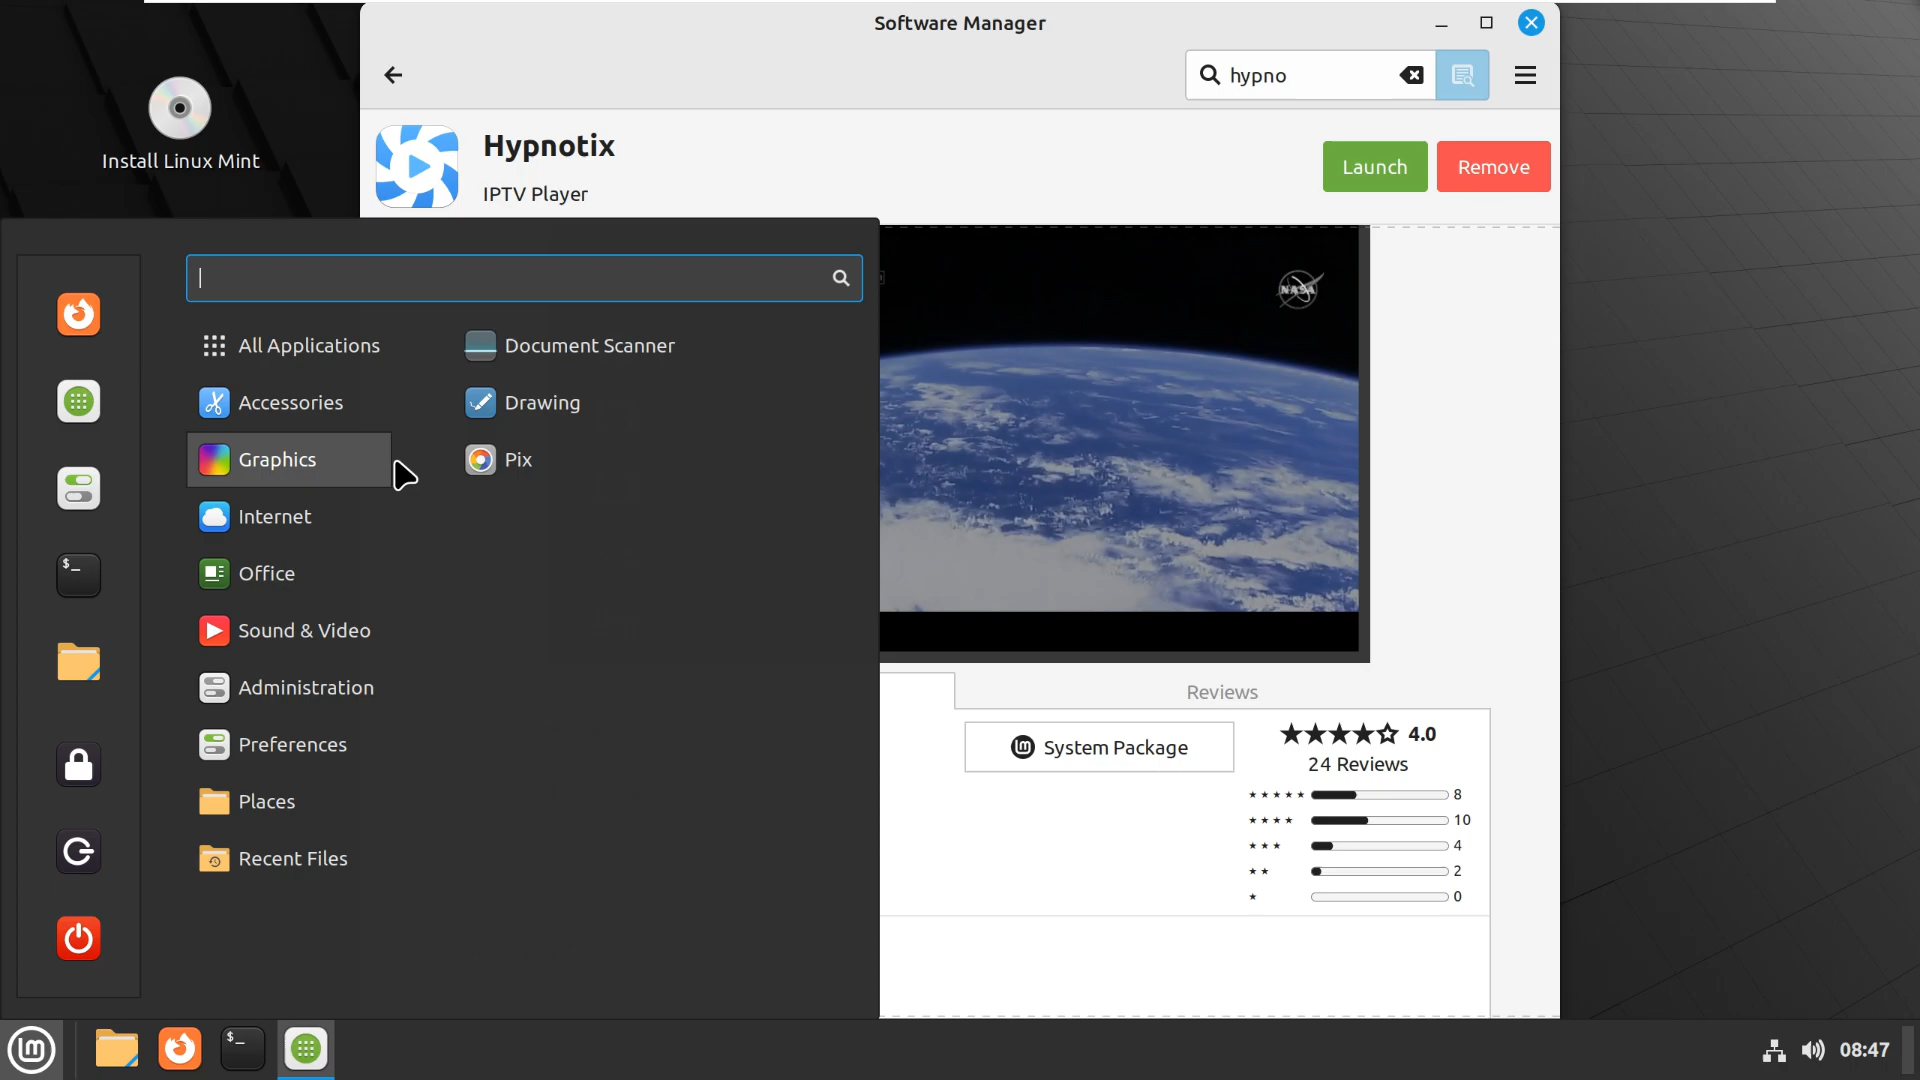 Software Manager
hypno
Install Linux Mint
Hypnotix
IPTV Player
Launch
Remove
NASA
All Applications
Document Scanner
Accessories
Drawing
Graphics
Pix
Internet
Office
Sound & Video
Administration
Preferences
Places
Recent Files
Reviews
System Package
★★★★☆ 4.0
24 Reviews
★★★★★ 8
★★★★ 10
★★★ 4
★★ 2
★ 0
$_
$_
08:47